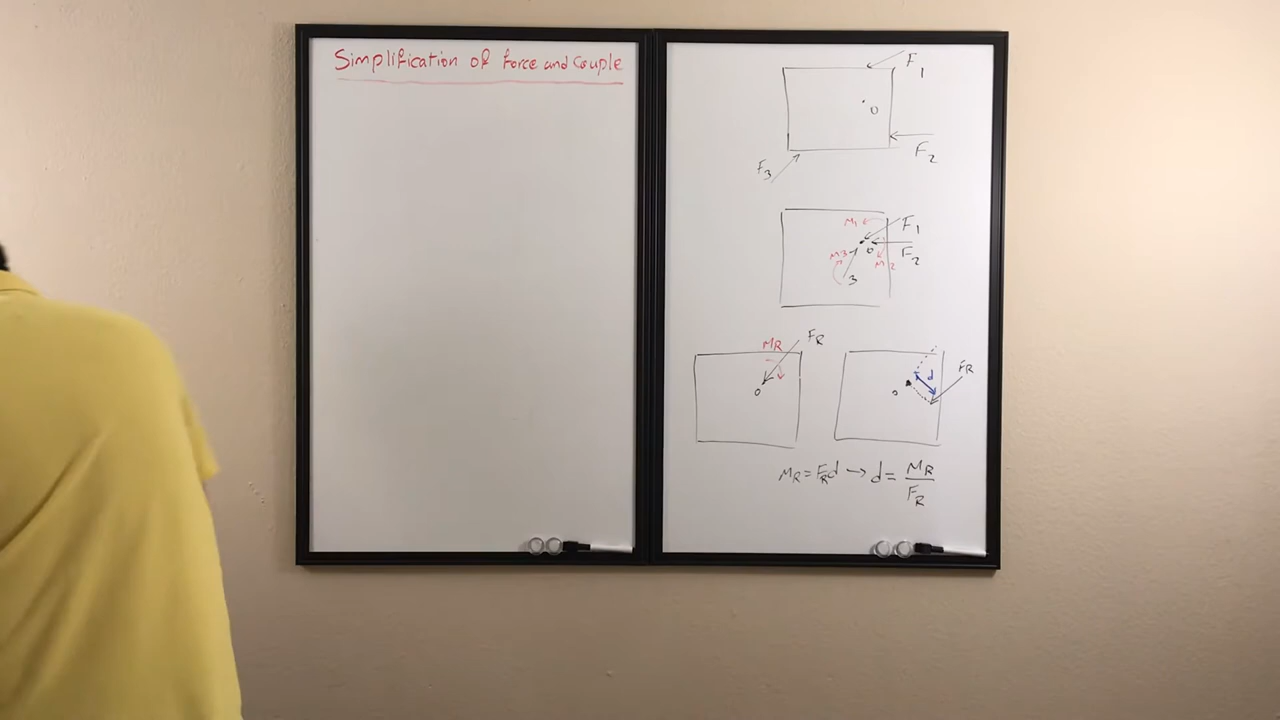 Simplification of force and Couple
F1
O
F2
F3
M1
F1
O
F2
M3
M2
3
MR
FR
O
d
FR
O
MR = FR d → d = MR / FR